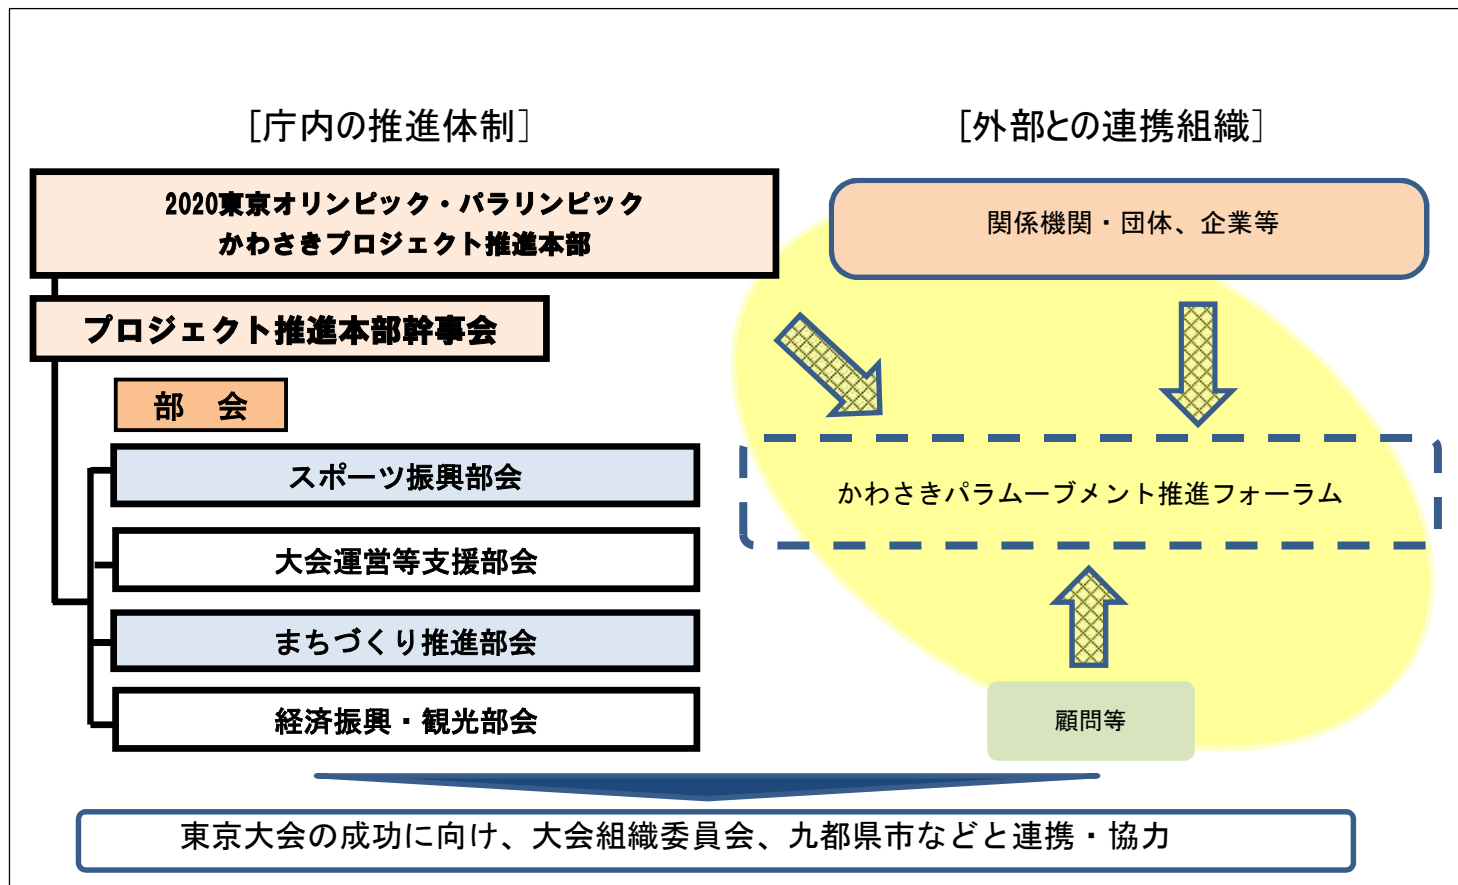 [庁内の推進体制]
2020東京オリンピック・パラリンピック
かわさきプロジェクト推進本部
プロジェクト推進本部幹事会
部　会
スポーツ振興部会
大会運営等支援部会
まちづくり推進部会
経済振興・観光部会
[外部との連携組織]
関係機関・団体、企業等
かわさきパラムーブメント推進フォーラム
顧問等
東京大会の成功に向け、大会組織委員会、九都県市などと連携・協力